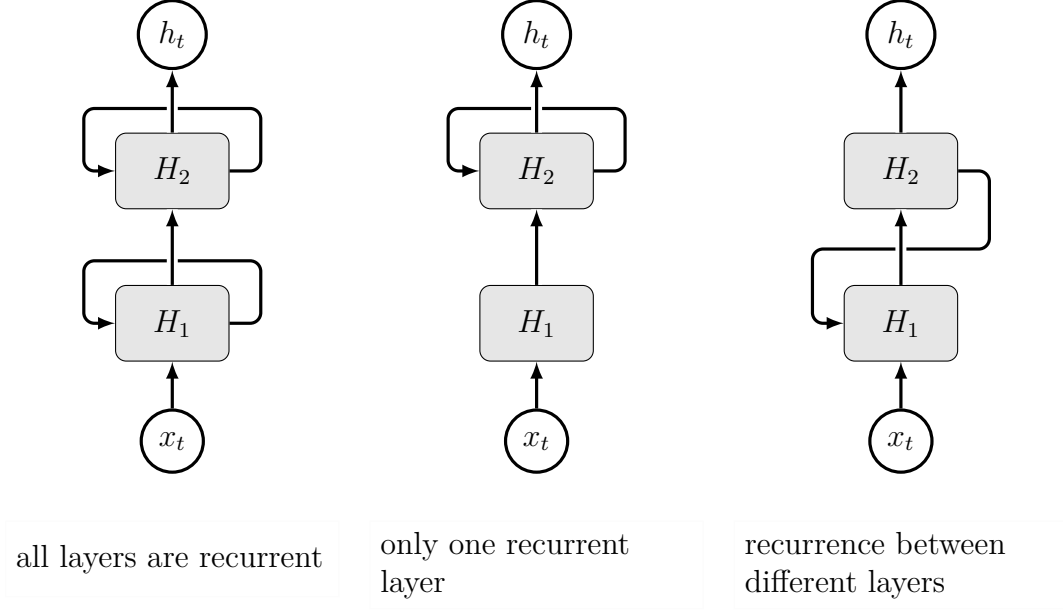 h_t
H_2
H_1
x_t
all layers are recurrent
h_t
H_2
H_1
x_t
only one recurrent
layer
h_t
H_2
H_1
x_t
recurrence between
different layers